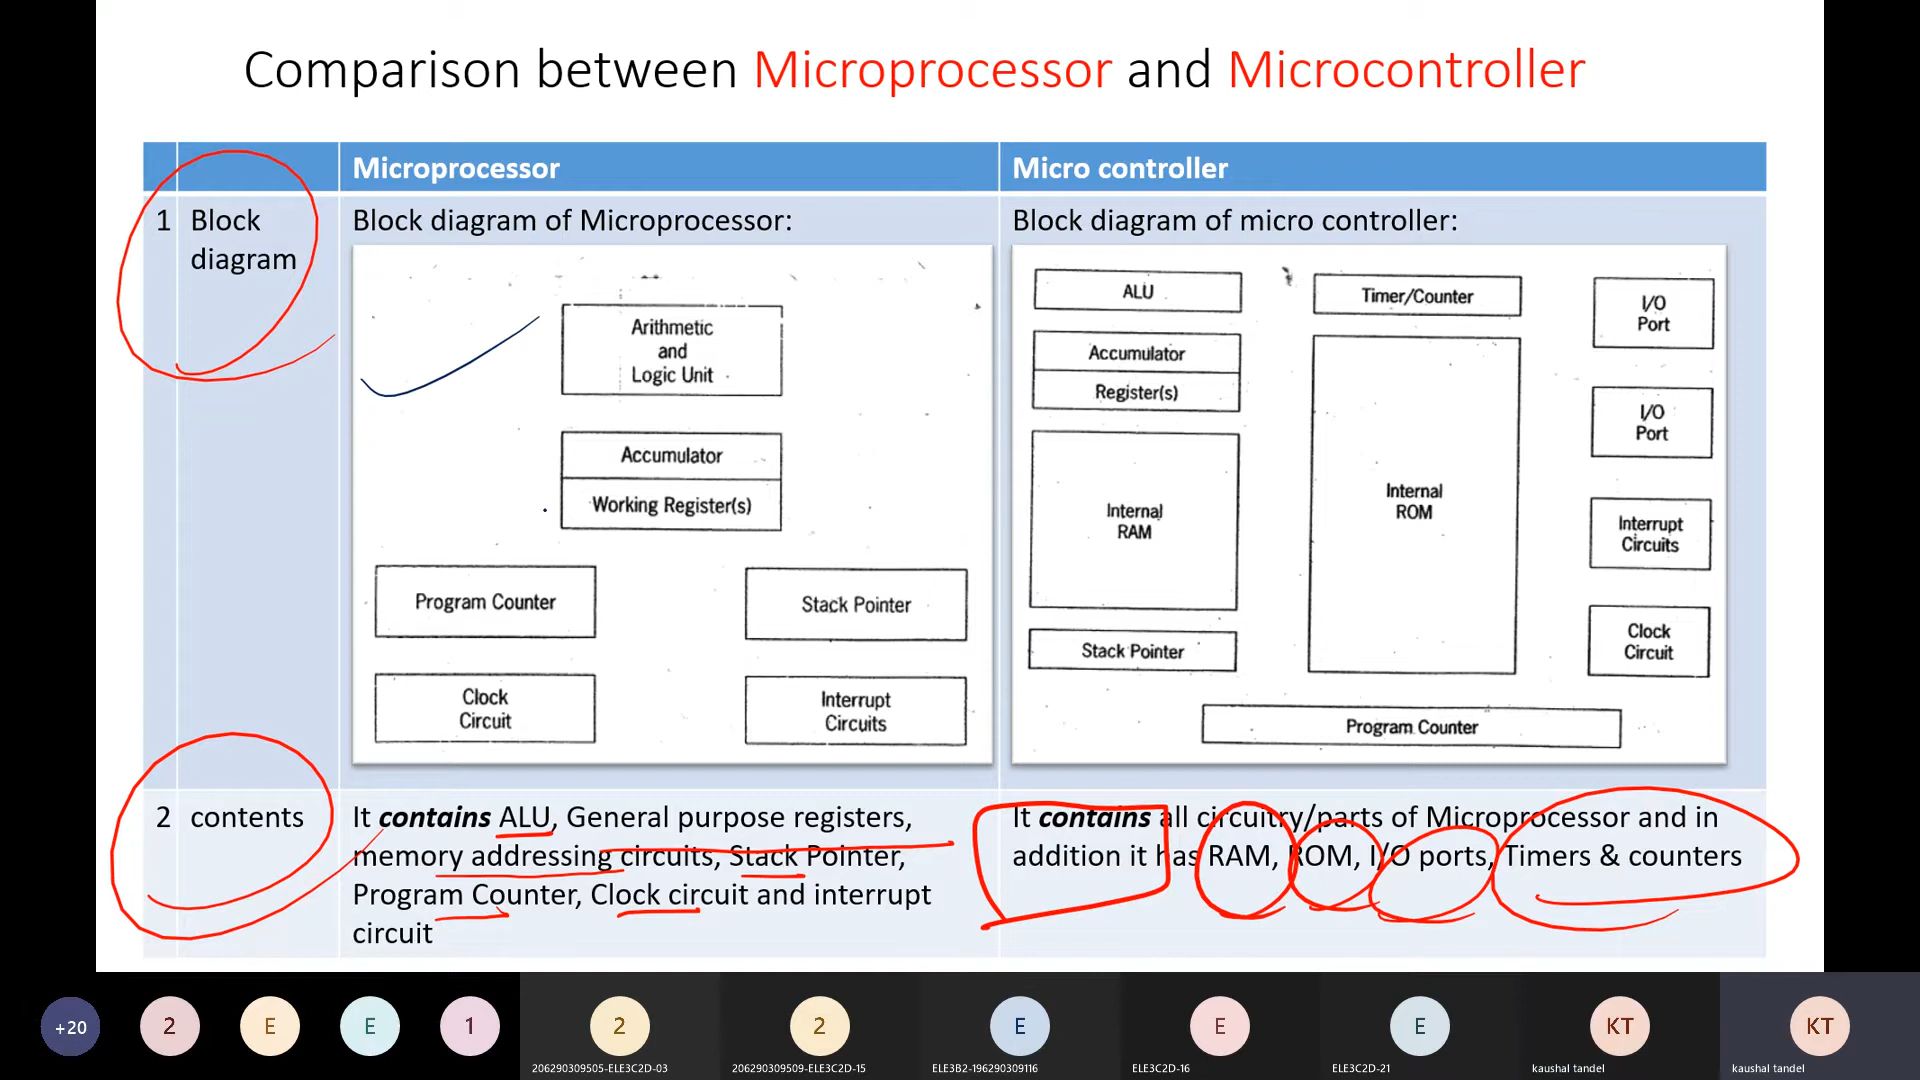 Comparison between Microprocessor and Microcontroller
Microprocessor
Micro controller
1 Block
diagram
Block diagram of Microprocessor:
Arithmetic
and
Logic Unit
Accumulator
Working Register(s)
Program Counter
Stack Pointer
Clock
Circuit
Interrupt
Circuits
Block diagram of micro controller:
ALU
Accumulator
Register(s)
Internal
RAM
Stack Pointer
Timer/Counter
Internal
ROM
I/O
Port
I/O
Port
Interrupt
Circuits
Clock
Circuit
Program Counter
2 contents
It contains ALU, General purpose registers,
memory addressing circuits, Stack Pointer,
Program Counter, Clock circuit and interrupt
circuit
It contains all circuitry/parts of Microprocessor and in
addition it has RAM, ROM, I/O ports, Timers & counters
+20
2
E
E
1
2
206290309505-ELE3C2D-03
2
206290309509-ELE3C2D-15
E
ELE3B2-196290309116
E
ELE3C2D-16
E
ELE3C2D-21
KT
kaushal tandel
KT
kaushal tandel